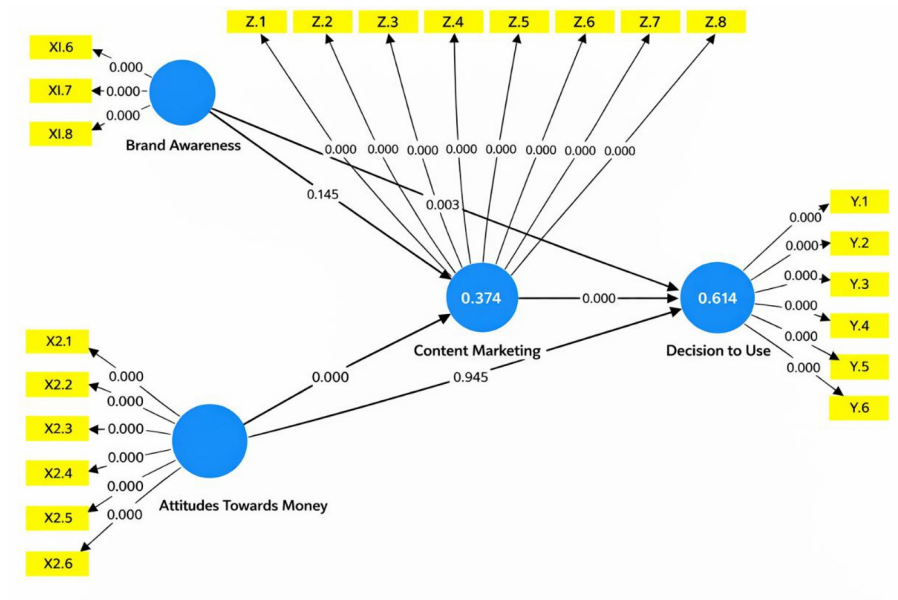 Z.1 Z.2 Z.3 Z.4 Z.5 Z.6 Z.7 Z.8
XI.6
0.000
XI.7
0.000
0.000
XI.8
Brand Awareness
0.000 0.000 0.000 0.000 0.000 0.000 0.000 0.000
0.145
0.003
Y.1
0.000
Y.2
0.000
Y.3
0.000
0.374
0.000
0.614
0.000
Y.4
0.000
Y.5
0.000
Y.6
Content Marketing
Decision to Use
X2.1
0.000
X2.2
0.000
X2.3
0.000
0.000
X2.4
0.000
X2.5
0.000
X2.6
0.000
0.945
Attitudes Towards Money